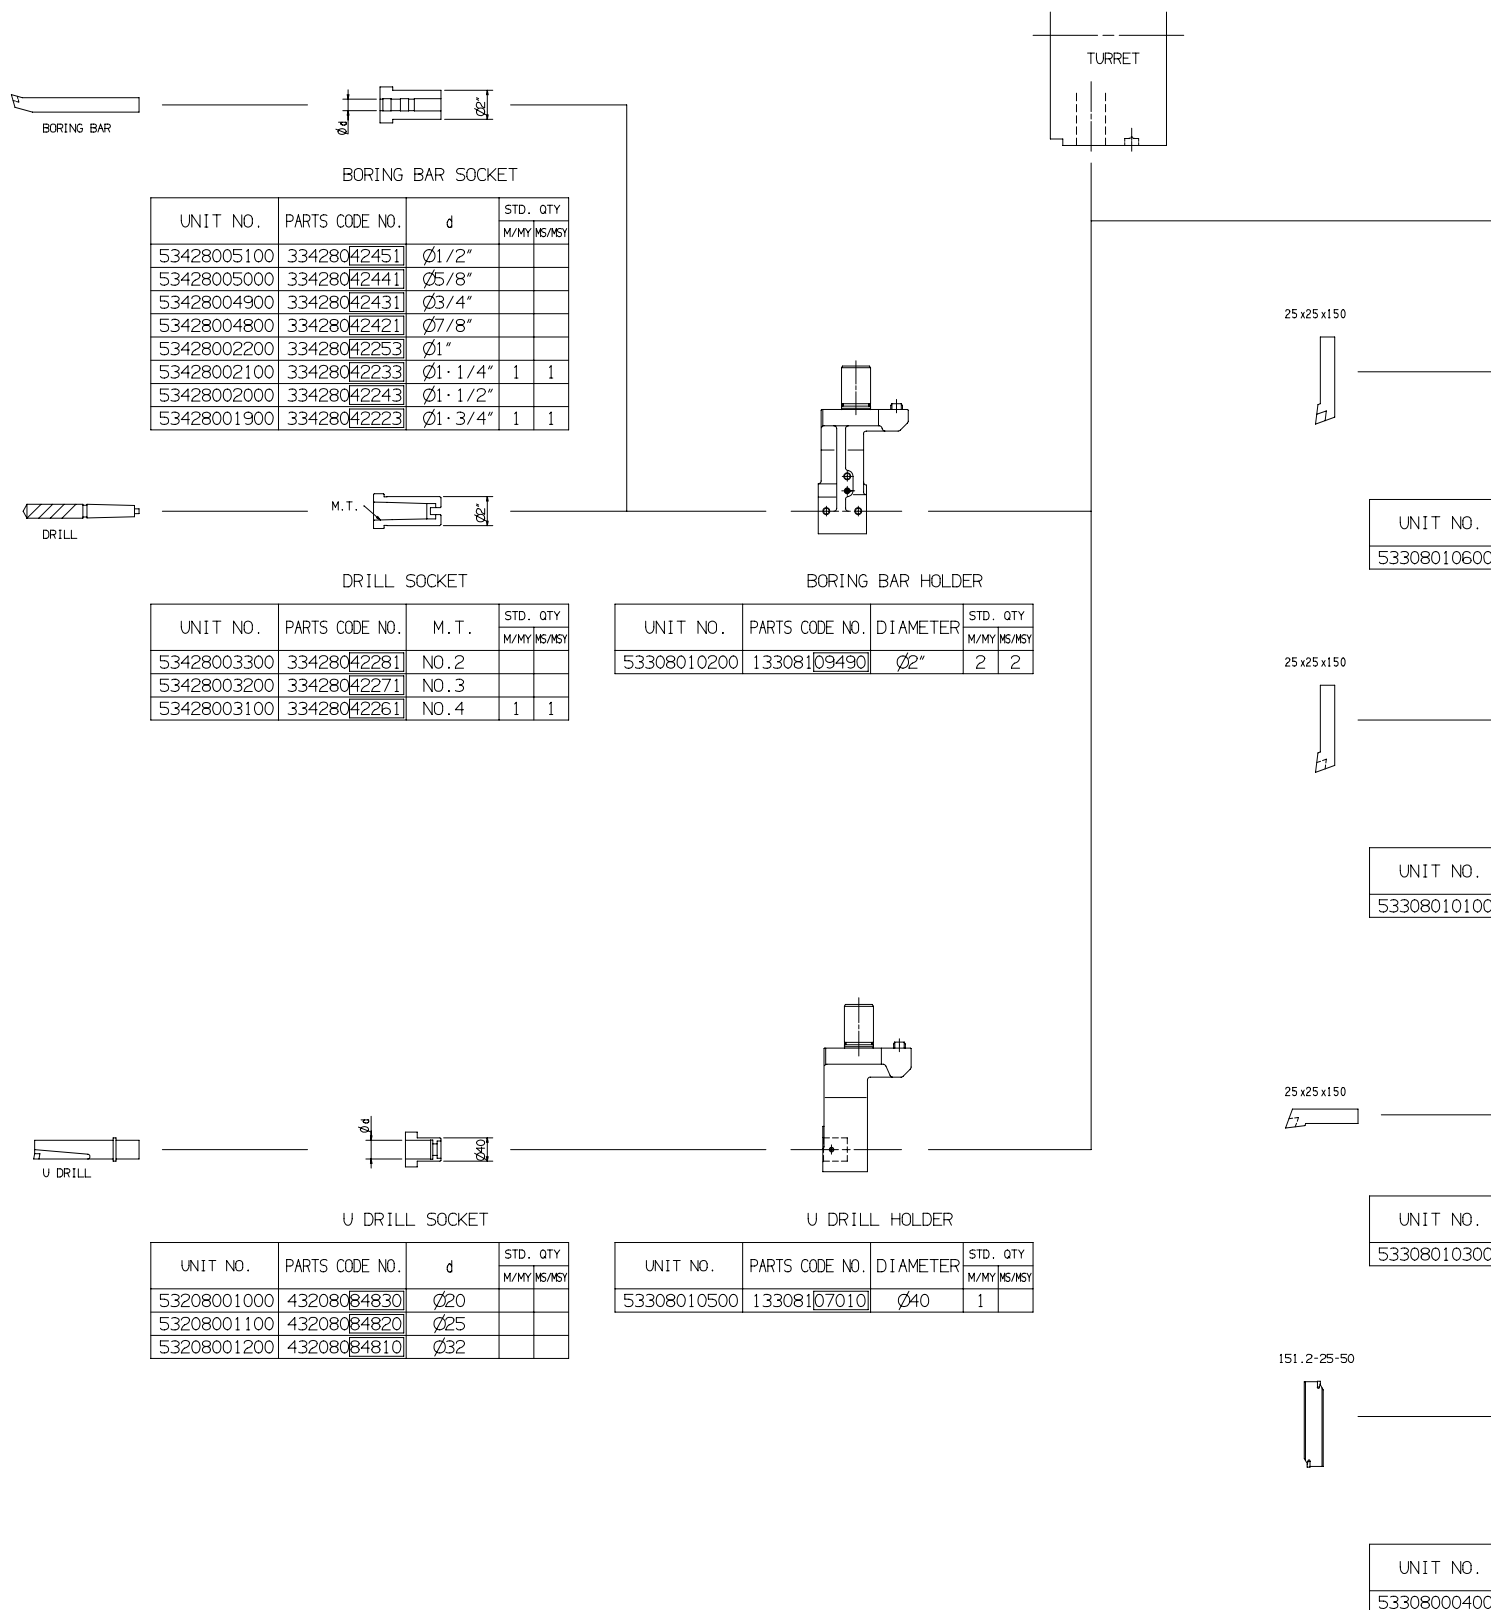 TURRET
BORING BAR
Ød
Ø2"
BORING BAR SOCKET
UNIT NO. PARTS CODE NO. d STD. QTY
M/MY MS/MSY
53428005100 33428042451 Ø1/2"
53428005000 33428042441 Ø5/8"
53428004900 33428042431 Ø3/4"
53428004800 33428042421 Ø7/8"
53428002200 33428042253 Ø1"
53428002100 33428042233 Ø1·1/4" 1 1
53428002000 33428042243 Ø1·1/2"
53428001900 33428042223 Ø1·3/4" 1 1
DRILL
M.T.
Ø2"
DRILL SOCKET
UNIT NO. PARTS CODE NO. M.T. STD. QTY
M/MY MS/MSY
53428003300 33428042281 NO.2
53428003200 33428042271 NO.3
53428003100 33428042261 NO.4 1 1
BORING BAR HOLDER
UNIT NO. PARTS CODE NO. DIAMETER STD. QTY
M/MY MS/MSY
53308010200 13308109490 Ø2" 2 2
U DRILL
Ød
Ø40
U DRILL SOCKET
UNIT NO. PARTS CODE NO. d STD. QTY
M/MY MS/MSY
53208001000 43208084830 Ø20
53208001100 43208084820 Ø25
53208001200 43208084810 Ø32
U DRILL HOLDER
UNIT NO. PARTS CODE NO. DIAMETER STD. QTY
M/MY MS/MSY
53308010500 13308107010 Ø40 1
25x25x150
UNIT NO.
53308010600
25x25x150
UNIT NO.
53308010100
25x25x150
UNIT NO.
53308010300
151.2-25-50
UNIT NO.
53308000400